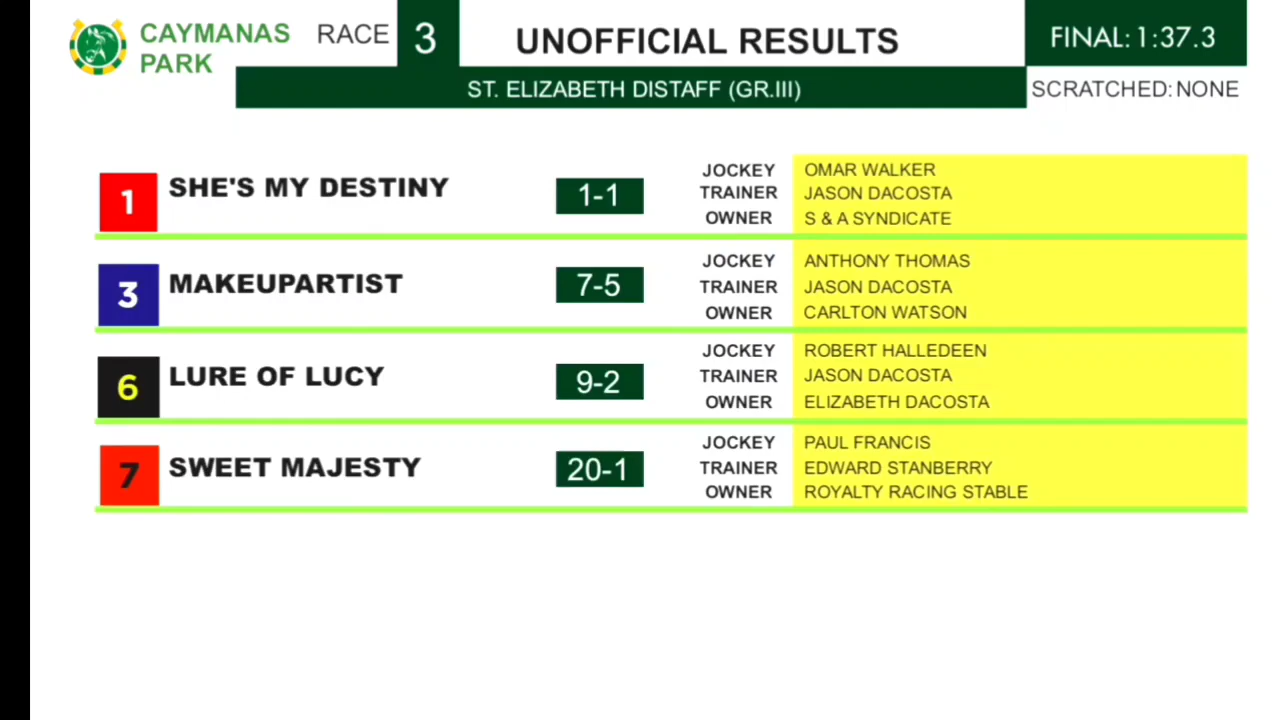 CAYMANAS PARK
RACE 3
UNOFFICIAL RESULTS
FINAL: 1:37.3
ST. ELIZABETH DISTAFF (GR.III)
SCRATCHED: NONE
1 SHE'S MY DESTINY 1-1
JOCKEY OMAR WALKER
TRAINER JASON DACOSTA
OWNER S & A SYNDICATE
3 MAKEUPARTIST 7-5
JOCKEY ANTHONY THOMAS
TRAINER JASON DACOSTA
OWNER CARLTON WATSON
6 LURE OF LUCY 9-2
JOCKEY ROBERT HALLEDEEN
TRAINER JASON DACOSTA
OWNER ELIZABETH DACOSTA
7 SWEET MAJESTY 20-1
JOCKEY PAUL FRANCIS
TRAINER EDWARD STANBERRY
OWNER ROYALTY RACING STABLE